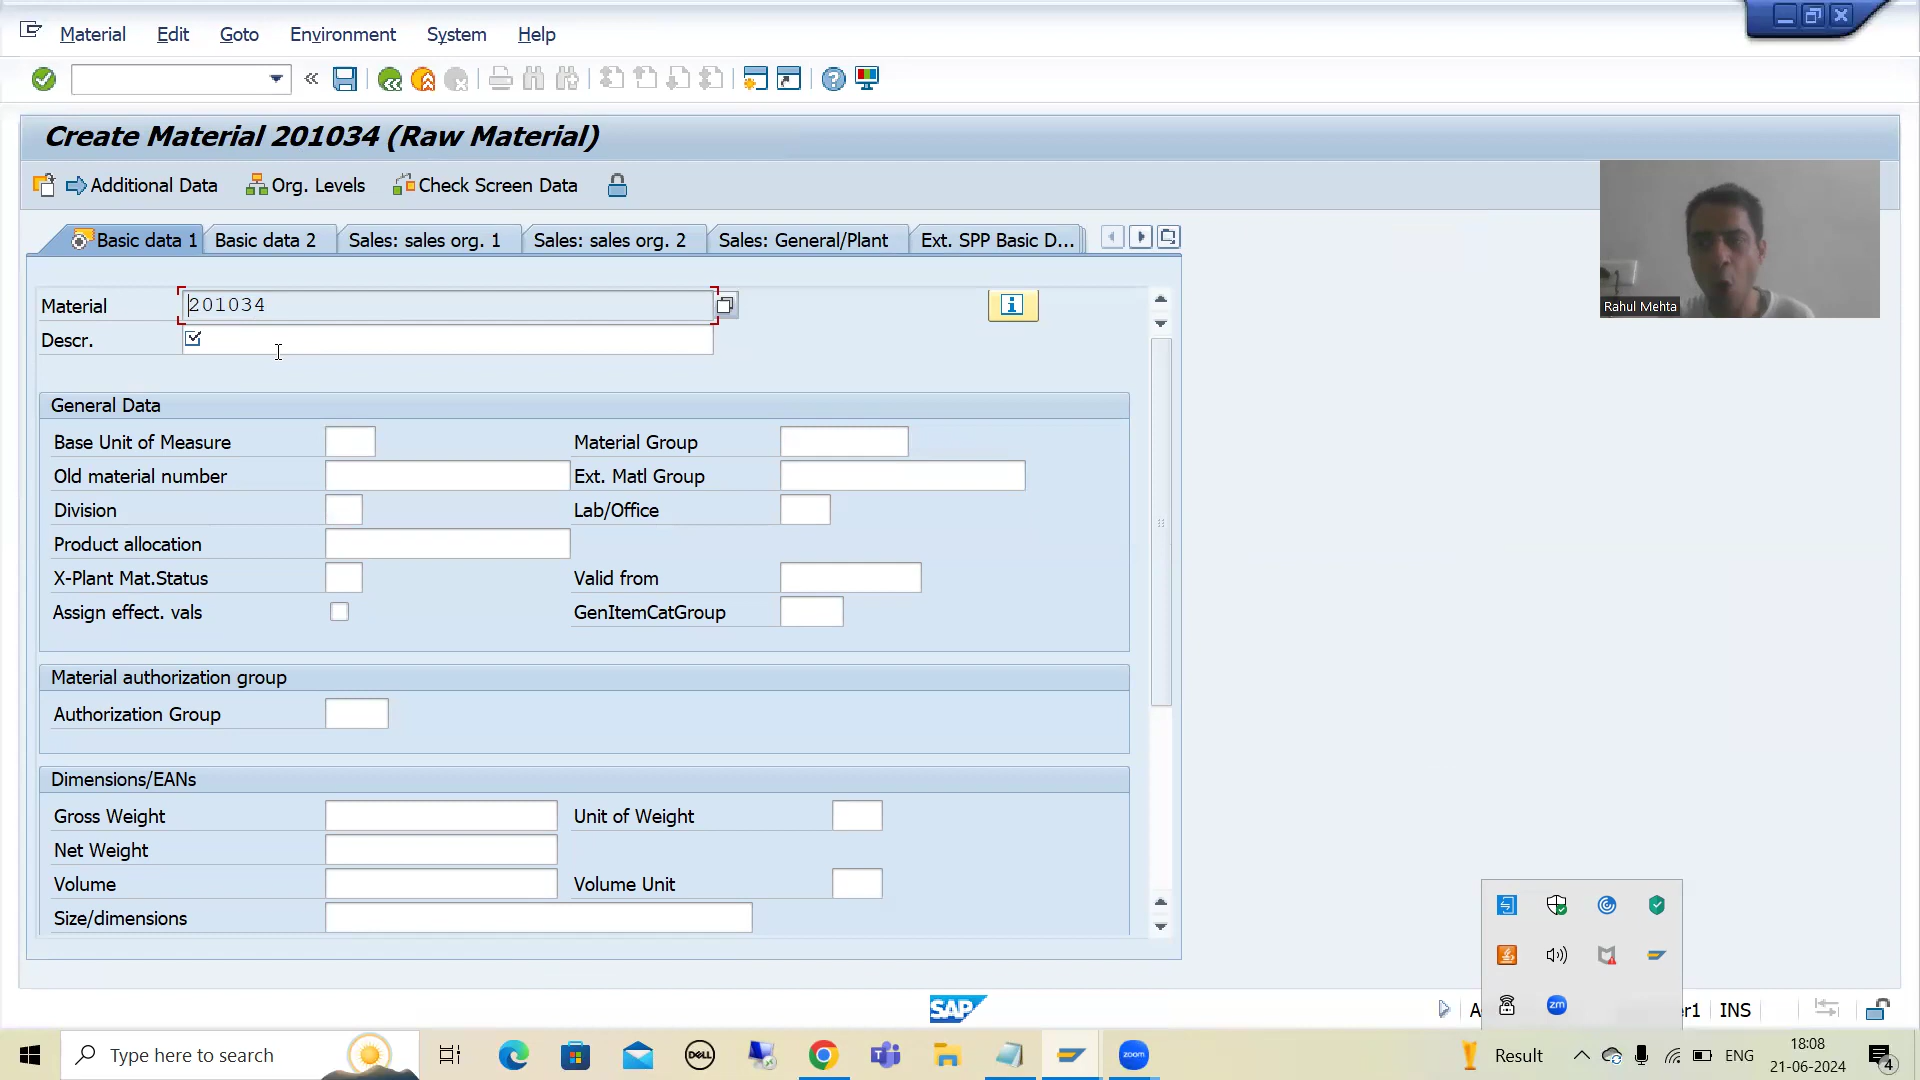 Material Edit Goto Environment System Help
Create Material 201034 (Raw Material)
Additional Data Org. Levels Check Screen Data
Basic data 1 Basic data 2 Sales: sales org. 1 Sales: sales org. 2 Sales: General/Plant Ext. SPP Basic D...
Material 201034
Descr.
Rahul Mehta
General Data
Base Unit of Measure Material Group
Old material number Ext. Matl Group
Division Lab/Office
Product allocation
X-Plant Mat.Status Valid from
Assign effect. vals GenItemCatGroup
Material authorization group
Authorization Group
Dimensions/EANs
Gross Weight Unit of Weight
Net Weight
Volume Volume Unit
Size/dimensions
zm
SAP INS
Type here to search DELL zoom Result ENG 18:08
21-06-2024 4